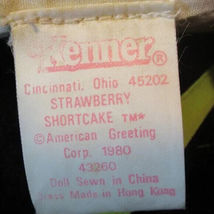 Kenner®
Cincinnati, Ohio 45202
STRAWBERRY
SHORTCAKE TM*
©American Greeting
Corp. 1980
43260
Doll Sewn in China
Made in Hong Kong